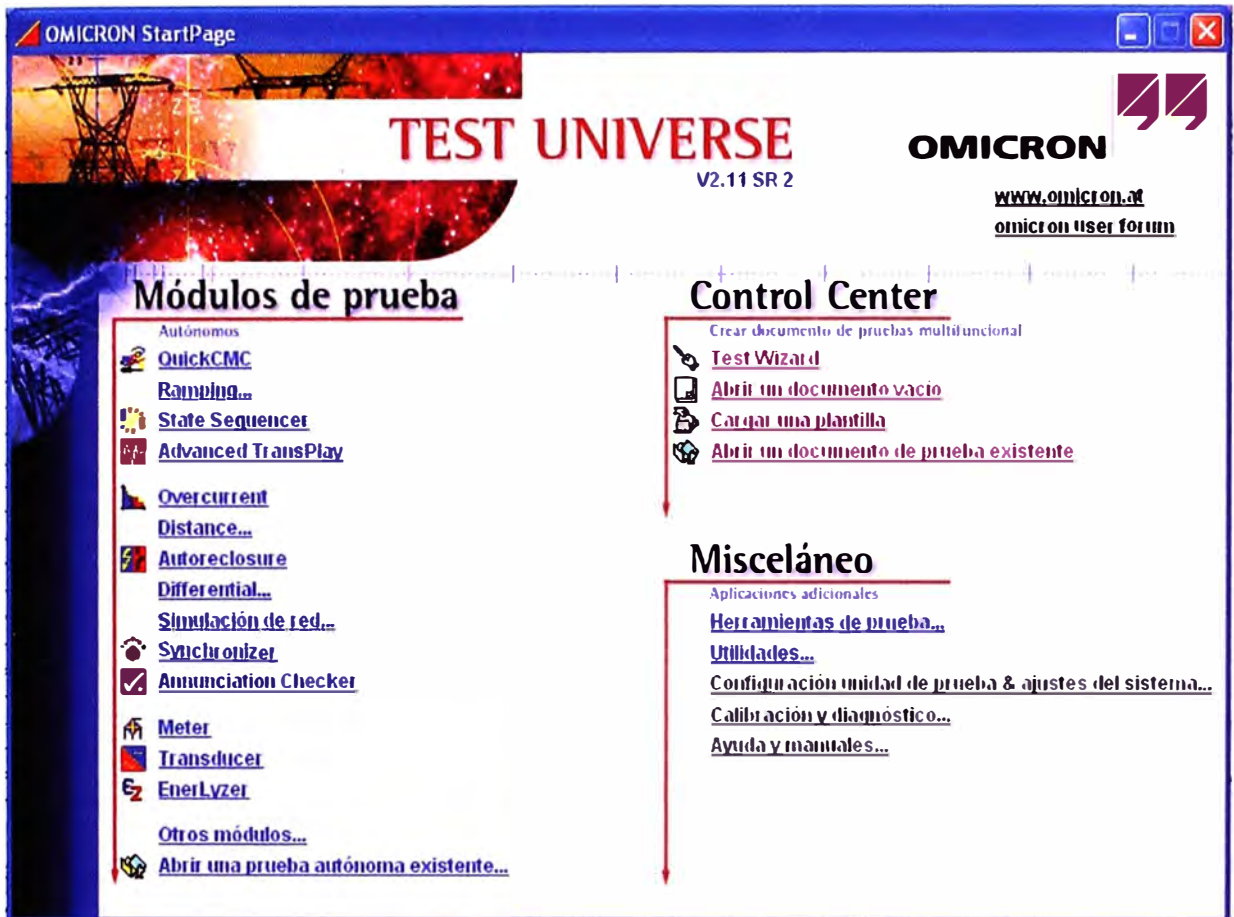 OMICRON StartPage
TEST UNIVERSE
V2.11 SR 2
OMICRON
www.omicron.at
omicron user forum
Módulos de prueba
Autónomos
QuickCMC
Ramping...
State Sequencer
Advanced TransPlay
Overcurrent
Distance...
Autoreclosure
Differential...
Simulación de red...
Synchronizer
Annunciation Checker
Meter
Transducer
EnerLyzer
Otros módulos...
Abrir una prueba autónoma existente...
Control Center
Crear documento de pruebas multifuncional
Test Wizard
Abrir un documento vacío
Cargar una plantilla
Abrir un documento de prueba existente
Misceláneo
Aplicaciones adicionales
Herramientas de prueba...
Utilidades...
Configuración unidad de prueba & ajustes del sistema...
Calibración y diagnóstico...
Ayuda y manuales...